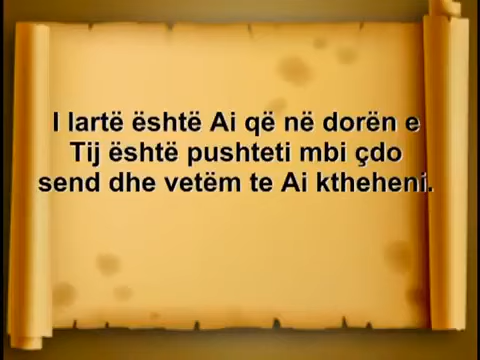 I lartë është Ai që në dorën e
Tij është pushteti mbi çdo
send dhe vetëm te Ai ktheheni.